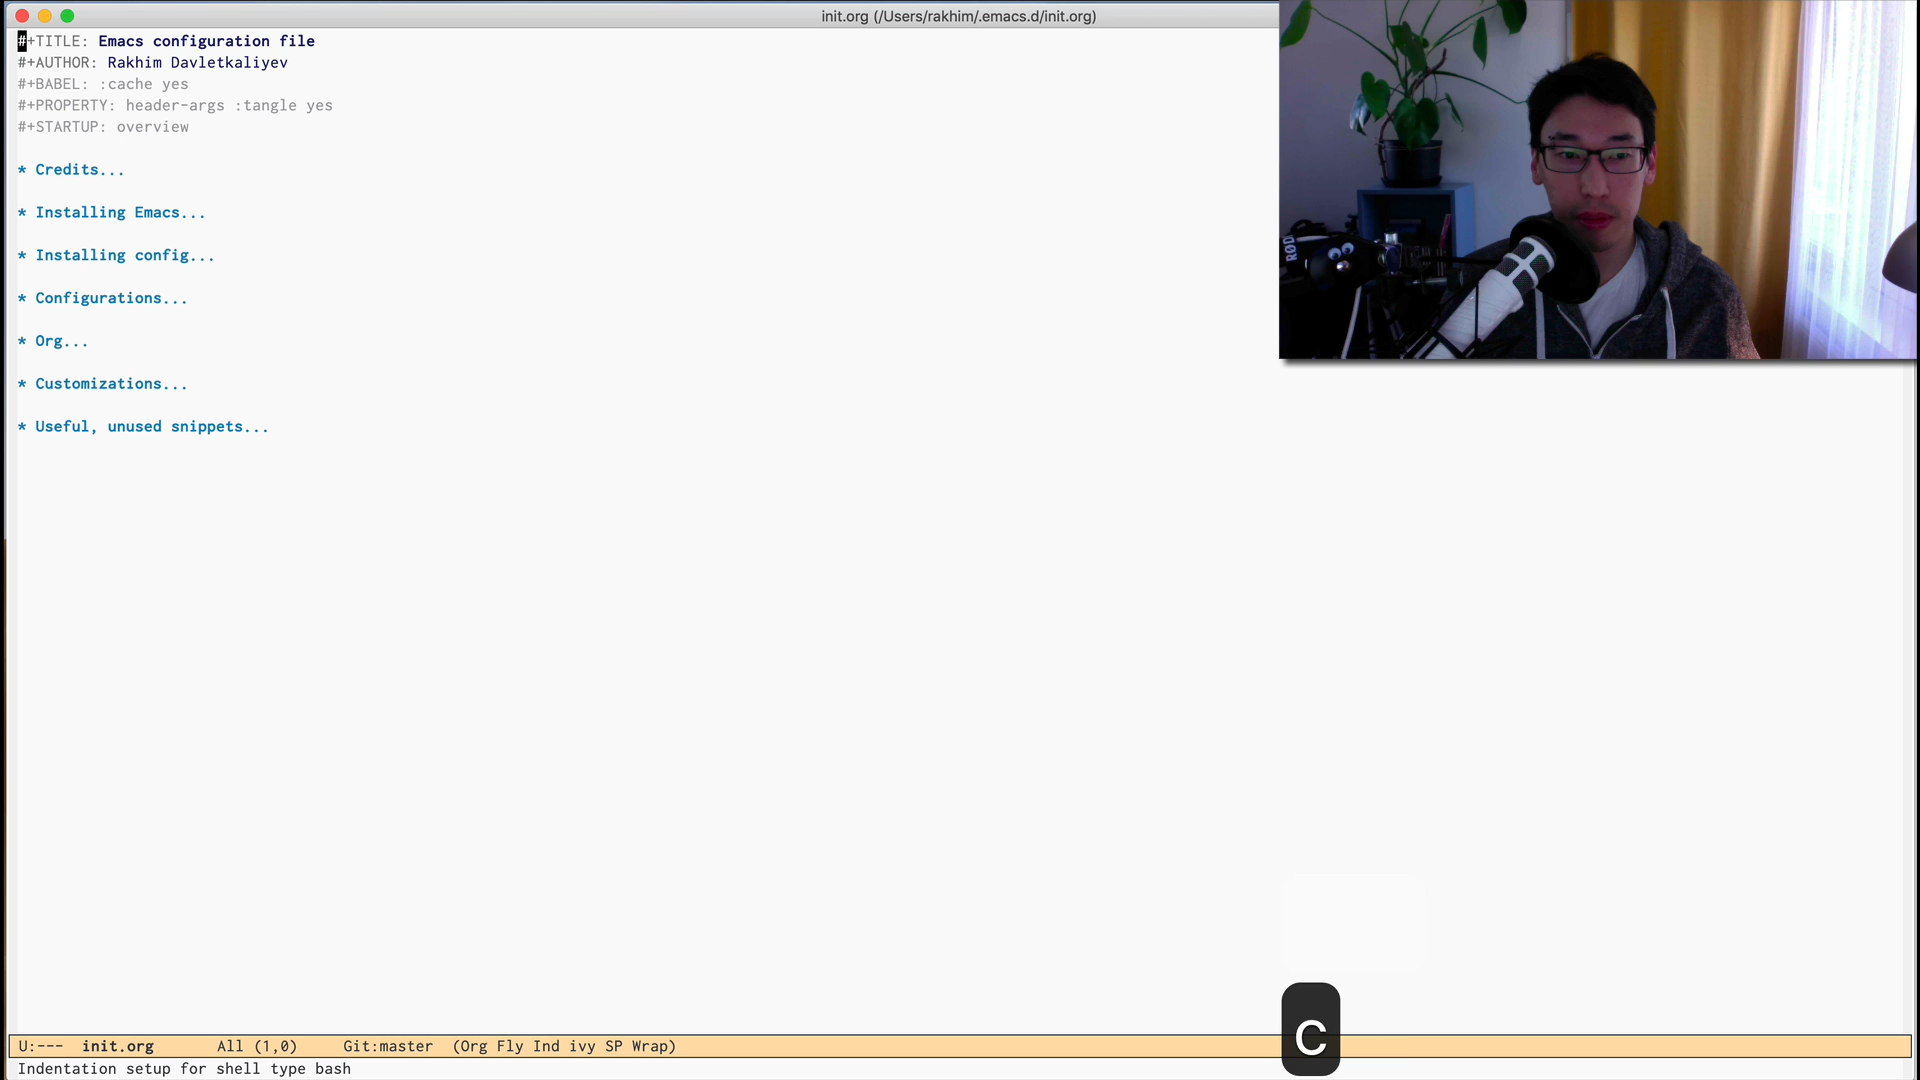 init.org (/Users/rakhim/.emacs.d/init.org)
#+TITLE: Emacs configuration file
#+AUTHOR: Rakhim Davletkaliyev
#+BABEL: :cache yes
#+PROPERTY: header-args :tangle yes
#+STARTUP: overview
* Credits...
* Installing Emacs...
* Installing config...
* Configurations...
* Org...
* Customizations...
* Useful, unused snippets...
RØD
C
U:--- init.org All (1,0) Git:master (Org Fly Ind ivy SP Wrap)
Indentation setup for shell type bash